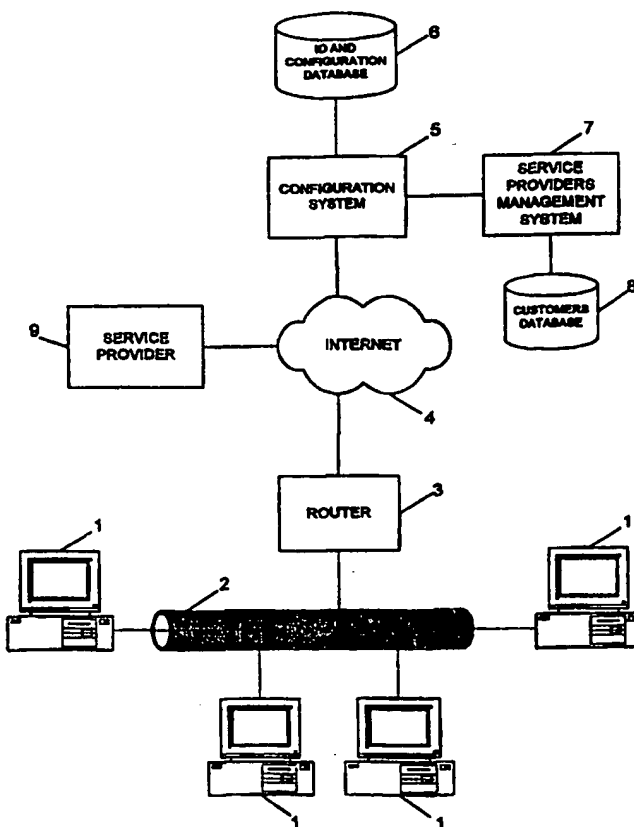 6
IO AND
CONFIGURATION
DATABASE
5
CONFIGURATION
SYSTEM
7
SERVICE
PROVIDERS
MANAGEMENT
SYSTEM
8
CUSTOMERS
DATABASE
9
SERVICE
PROVIDER
INTERNET
4
3
ROUTER
1
2
1
1
1